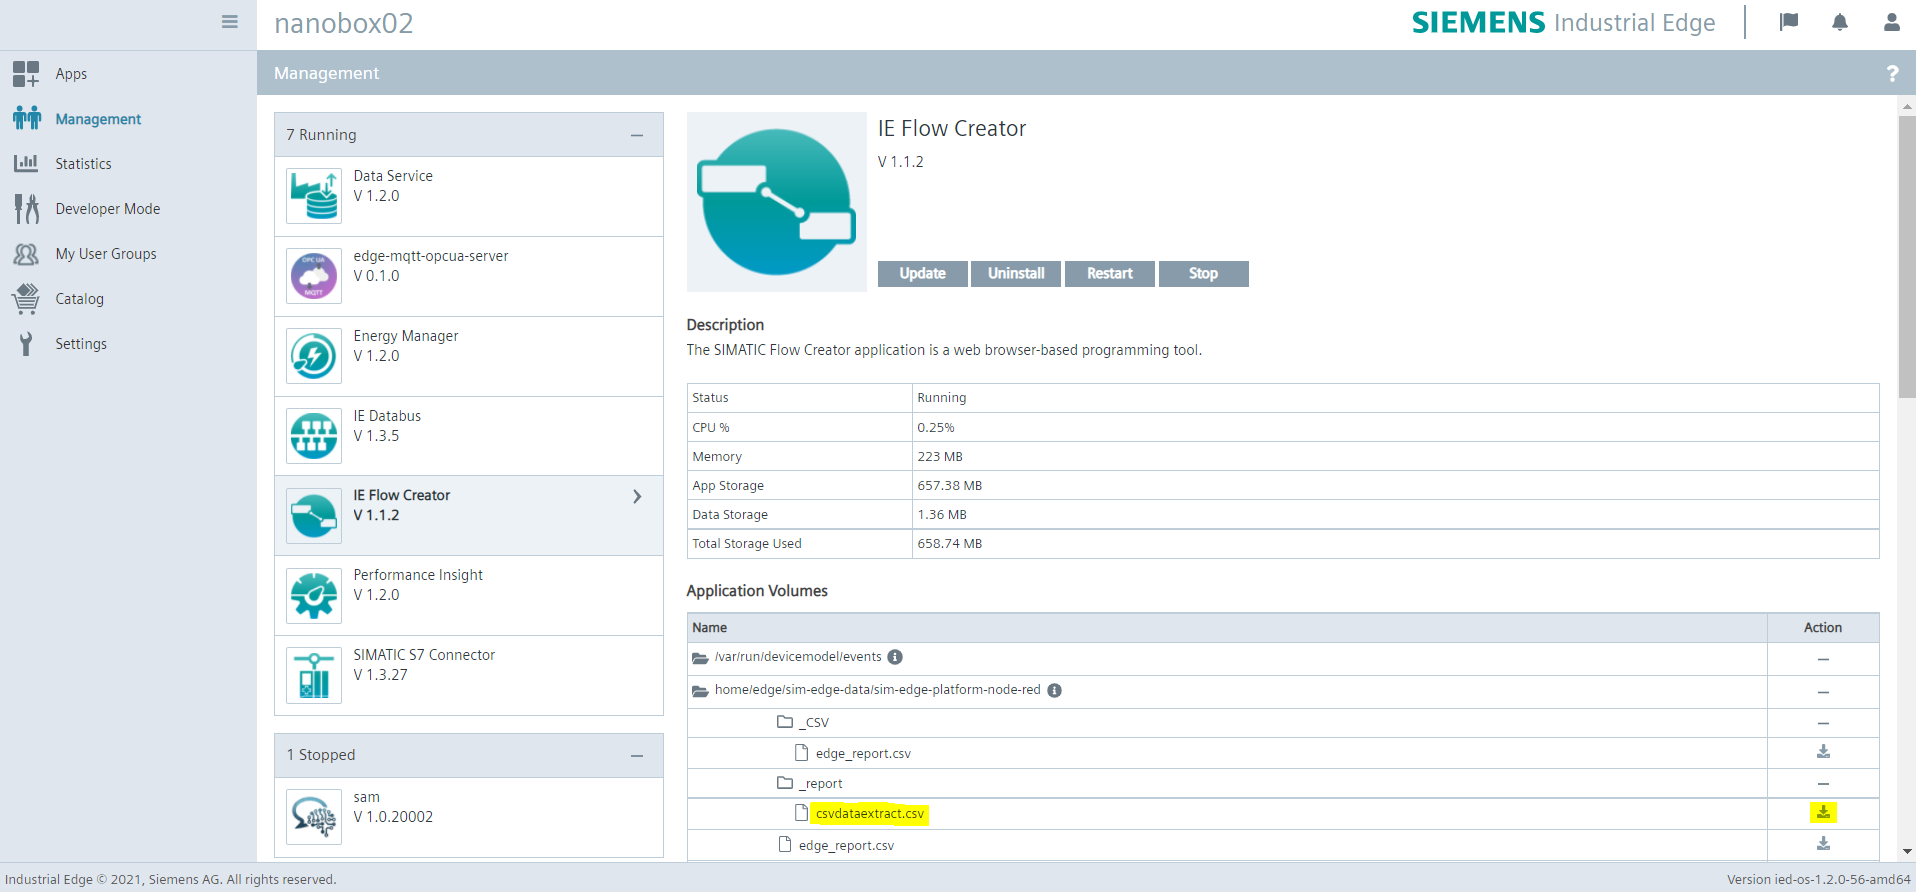 nanobox02
SIEMENS Industrial Edge
Apps
Management
Statistics
Developer Mode
My User Groups
Catalog
Settings
Management
?
7 Running
Data Service
V 1.2.0
OPC UA
MQTT
edge-mqtt-opcua-server
V 0.1.0
Energy Manager
V 1.2.0
IE Databus
V 1.3.5
IE Flow Creator
V 1.1.2
Performance Insight
V 1.2.0
SIMATIC S7 Connector
V 1.3.27
1 Stopped
sam
V 1.0.20002
IE Flow Creator
V 1.1.2
Update Uninstall Restart Stop
Description
The SIMATIC Flow Creator application is a web browser-based programming tool.
Status Running
CPU % 0.25%
Memory 223 MB
App Storage 657.38 MB
Data Storage 1.36 MB
Total Storage Used 658.74 MB
Application Volumes
Name Action
/var/run/devicemodel/events
home/edge/sim-edge-data/sim-edge-platform-node-red
_CSV
edge_report.csv
_report
csvdataextract.csv
edge_report.csv
Industrial Edge © 2021, Siemens AG. All rights reserved.
Version ied-os-1.2.0-56-amd64